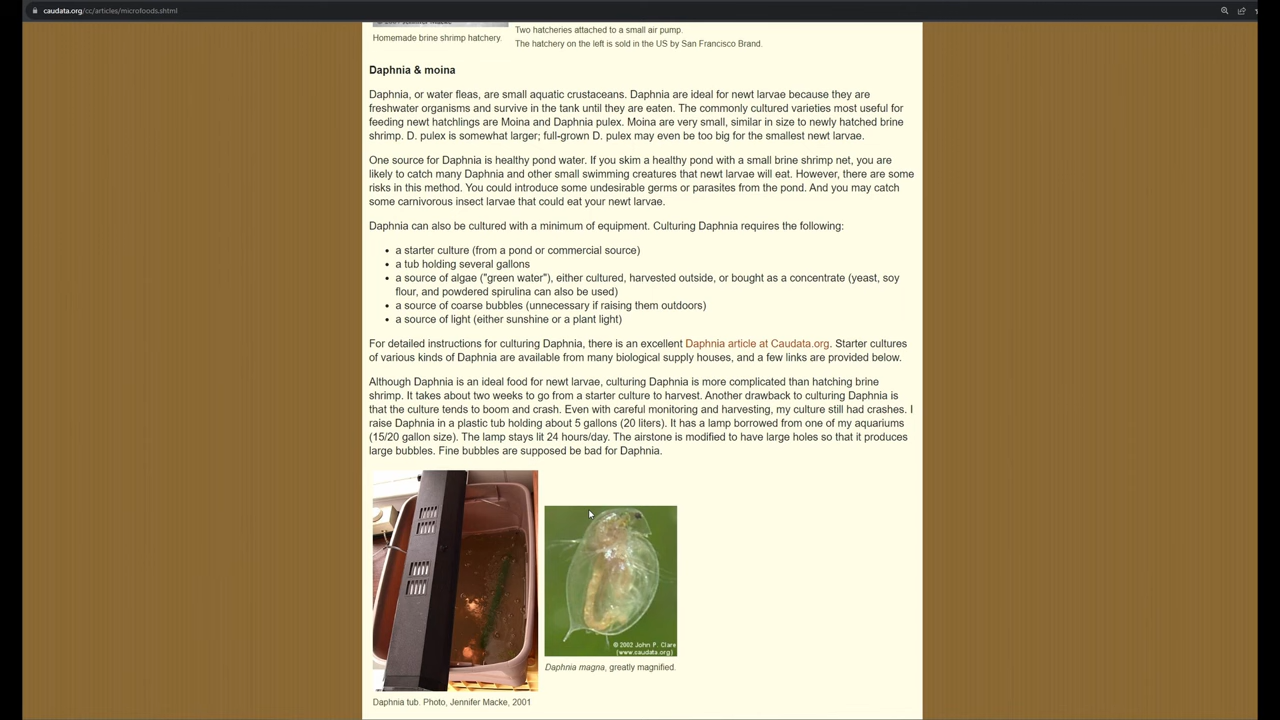 caudata.org/cc/articles/microfoods.shtml
Two hatcheries attached to a small air pump.
Homemade brine shrimp hatchery.
The hatchery on the left is sold in the US by San Francisco Brand.
Daphnia & moina
Daphnia, or water fleas, are small aquatic crustaceans. Daphnia are ideal for newt larvae because they are
freshwater organisms and survive in the tank until they are eaten. The commonly cultured varieties most useful for
feeding newt hatchlings are Moina and Daphnia pulex. Moina are very small, similar in size to newly hatched brine
shrimp. D. pulex is somewhat larger; full-grown D. pulex may even be too big for the smallest newt larvae.
One source for Daphnia is healthy pond water. If you skim a healthy pond with a small brine shrimp net, you are
likely to catch many Daphnia and other small swimming creatures that newt larvae will eat. However, there are some
risks in this method. You could introduce some undesirable germs or parasites from the pond. And you may catch
some carnivorous insect larvae that could eat your newt larvae.
Daphnia can also be cultured with a minimum of equipment. Culturing Daphnia requires the following:
• a starter culture (from a pond or commercial source)
• a tub holding several gallons
• a source of algae ("green water"), either cultured, harvested outside, or bought as a concentrate (yeast, soy
flour, and powdered spirulina can also be used)
• a source of coarse bubbles (unnecessary if raising them outdoors)
• a source of light (either sunshine or a plant light)
For detailed instructions for culturing Daphnia, there is an excellent Daphnia article at Caudata.org. Starter cultures
of various kinds of Daphnia are available from many biological supply houses, and a few links are provided below.
Although Daphnia is an ideal food for newt larvae, culturing Daphnia is more complicated than hatching brine
shrimp. It takes about two weeks to go from a starter culture to harvest. Another drawback to culturing Daphnia is
that the culture tends to boom and crash. Even with careful monitoring and harvesting, my culture still had crashes. I
raise Daphnia in a plastic tub holding about 5 gallons (20 liters). It has a lamp borrowed from one of my aquariums
(15/20 gallon size). The lamp stays lit 24 hours/day. The airstone is modified to have large holes so that it produces
large bubbles. Fine bubbles are supposed be bad for Daphnia.
© 2002 John P. Clare
(www.caudata.org)
Daphnia magna, greatly magnified.
Daphnia tub. Photo, Jennifer Macke, 2001